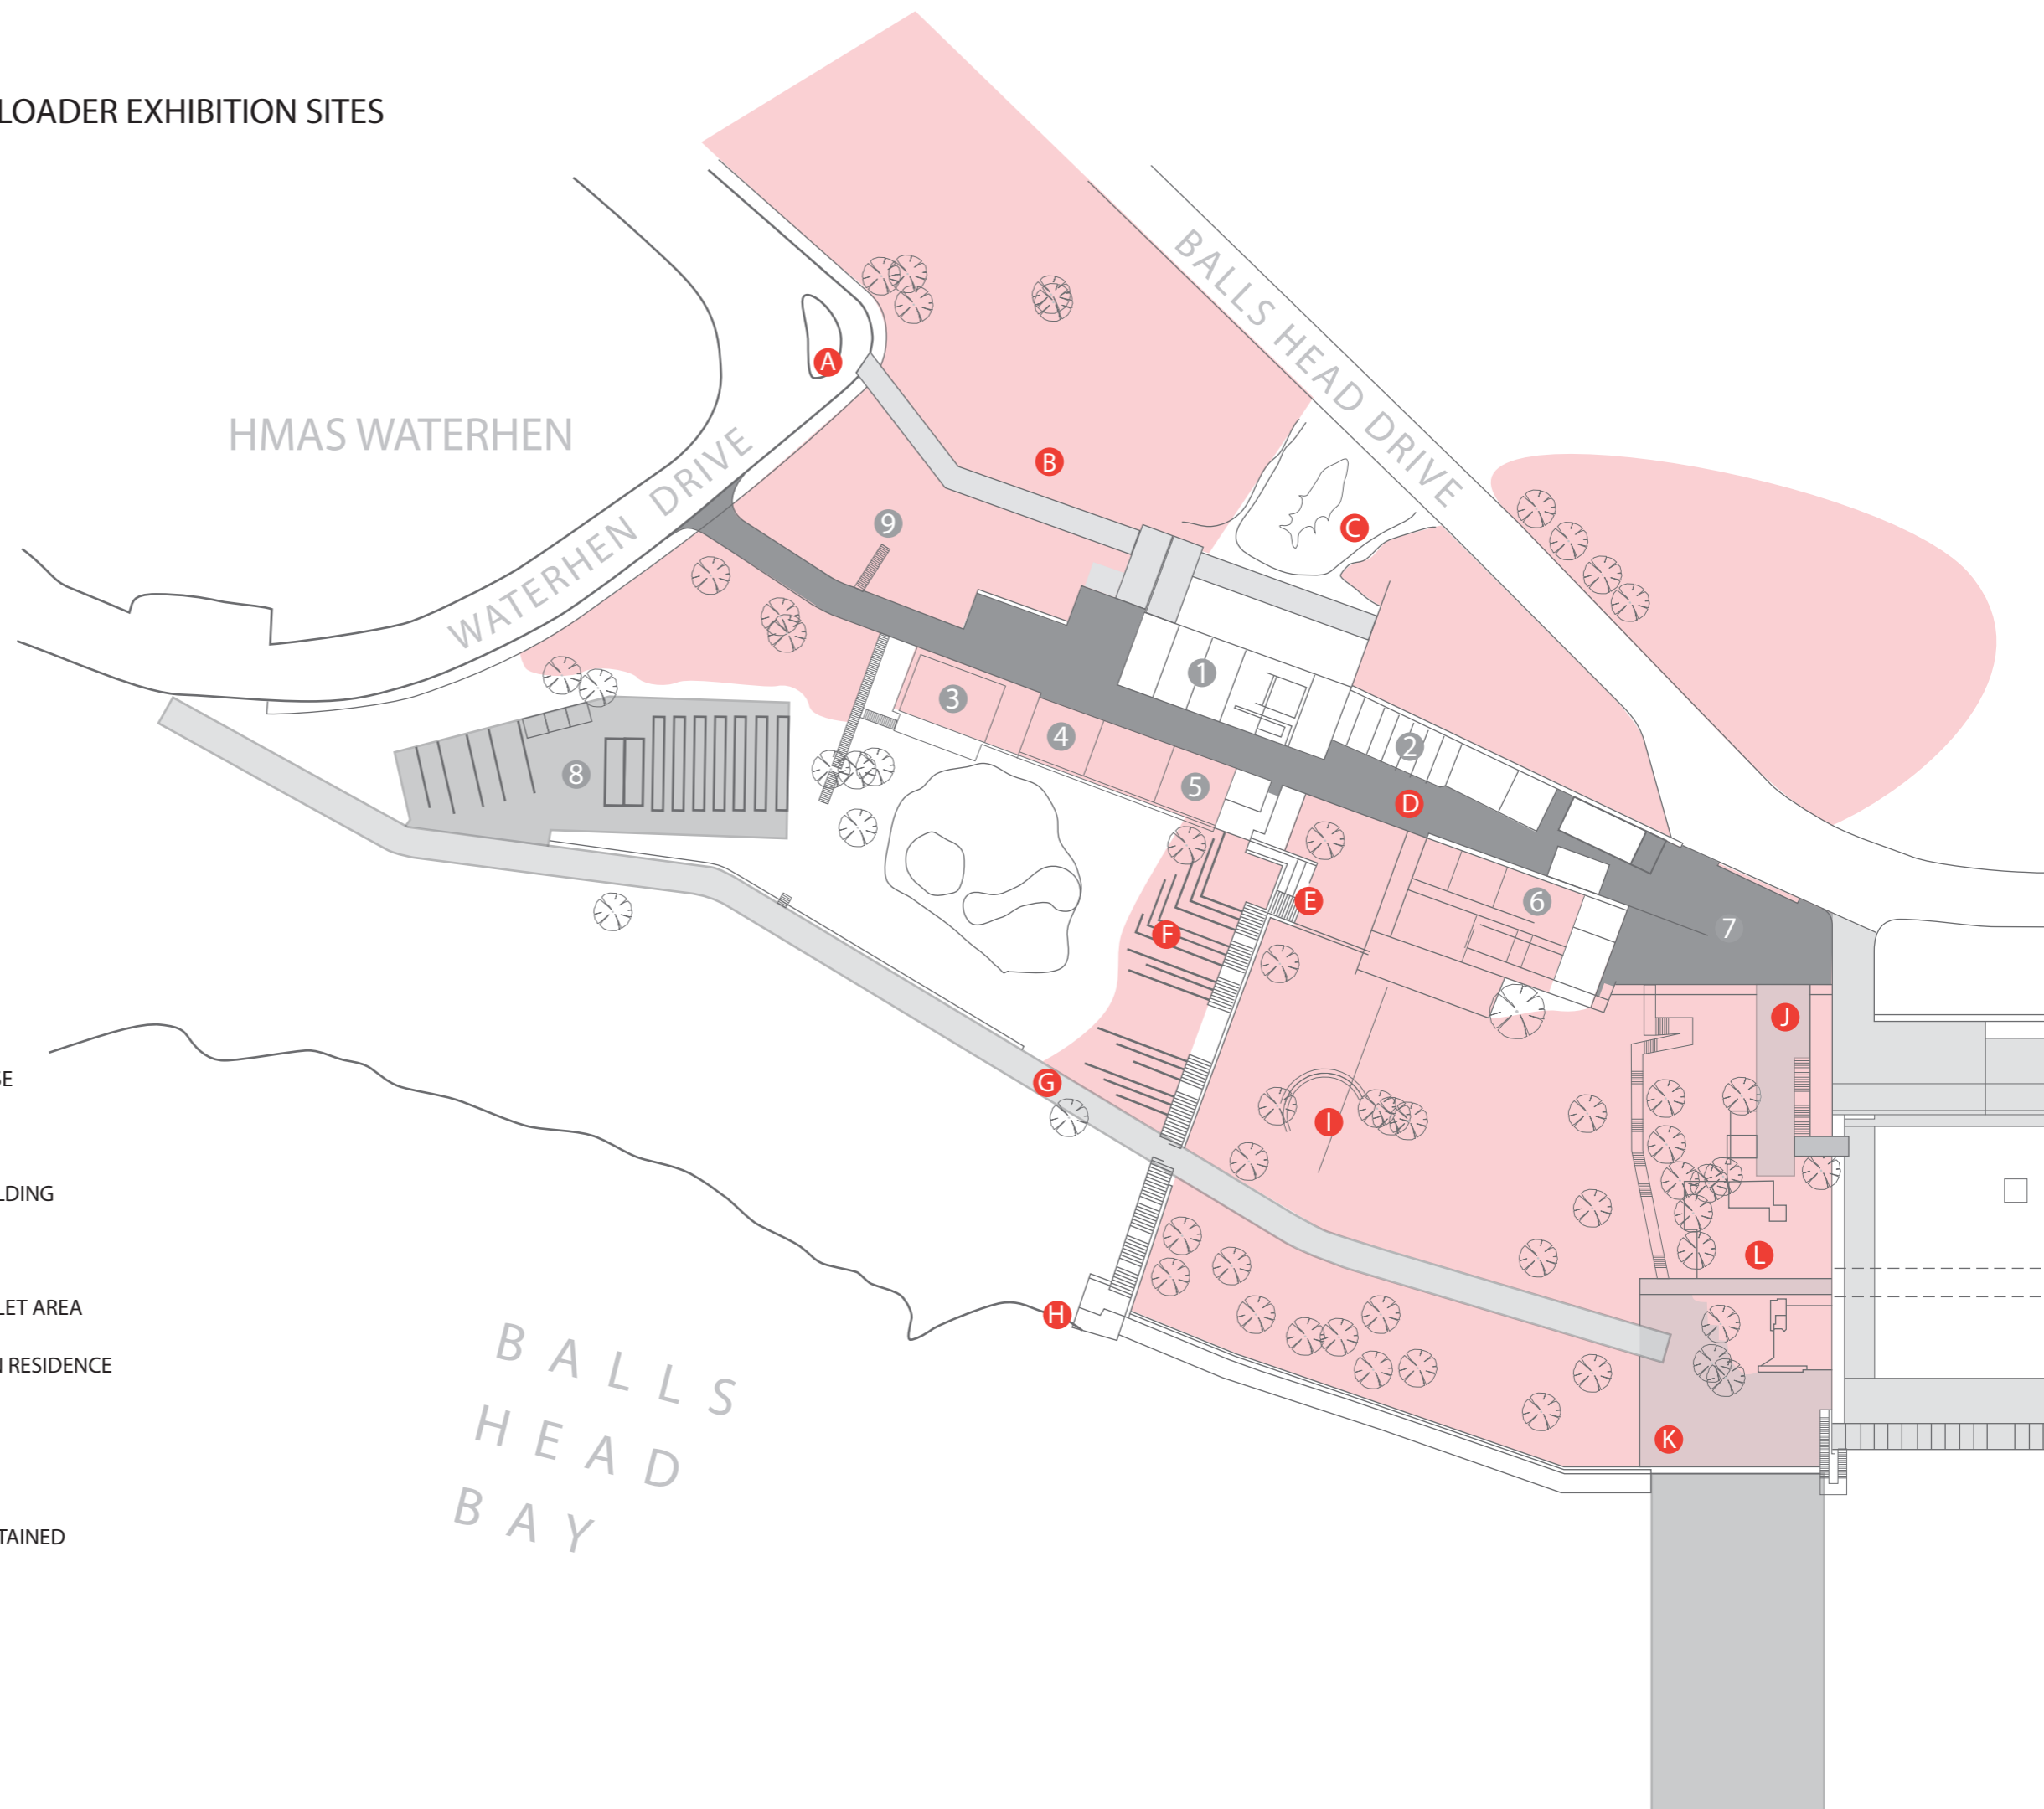 LOADER EXHIBITION SITES
BALLS HEAD DRIVE
A
HMAS WATERHEN
WATERHEN DRIVE
B
9
C
1
3
4
2
5
8
D
6
E
7
F
J
SE
G
I
LDING
L
LET AREA
H
N RESIDENCE
BALLS
HEAD
BAY
K
TAINED